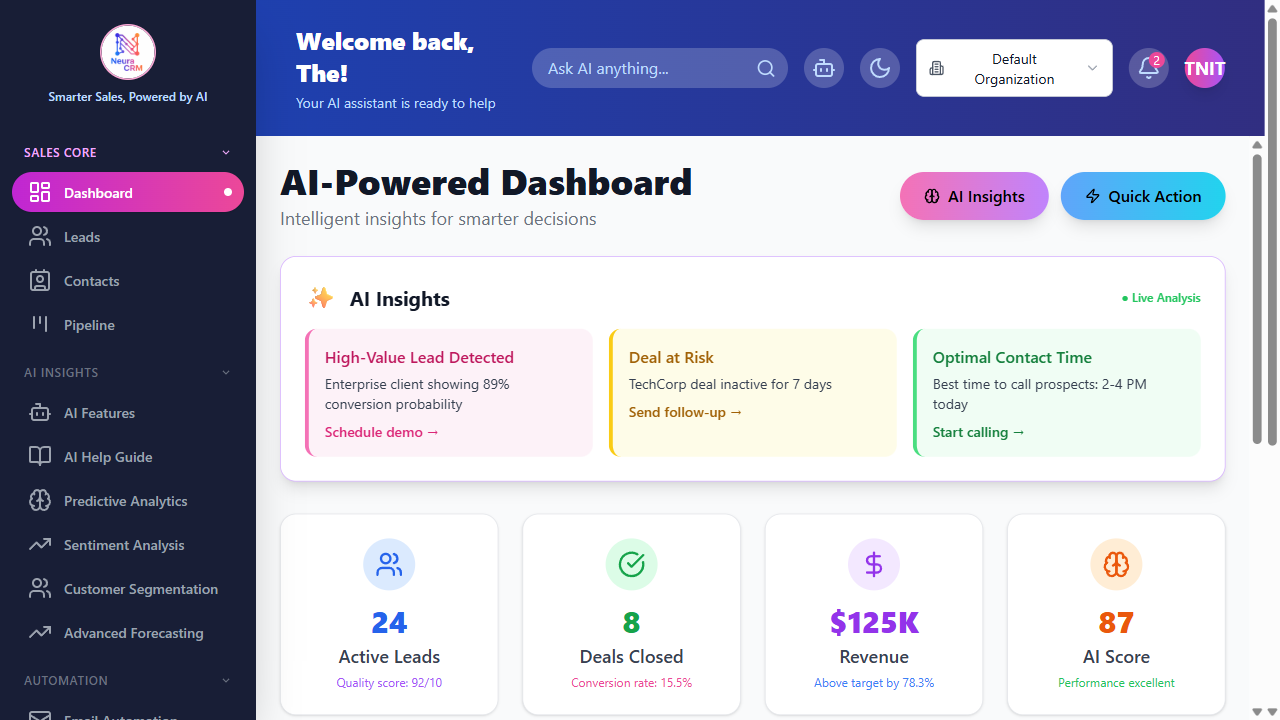 Neura
CRM
Smarter Sales, Powered by AI
SALES CORE
Dashboard
Leads
Contacts
Pipeline
AI INSIGHTS
AI Features
AI Help Guide
Predictive Analytics
Sentiment Analysis
Customer Segmentation
Advanced Forecasting
AUTOMATION
Email Automation
Welcome back,
The!
Your AI assistant is ready to help
Ask AI anything...
Default
Organization
2
TNIT
AI-Powered Dashboard
Intelligent insights for smarter decisions
AI Insights
Quick Action
AI Insights
Live Analysis
High-Value Lead Detected
Enterprise client showing 89%
conversion probability
Schedule demo →
Deal at Risk
TechCorp deal inactive for 7 days
Send follow-up →
Optimal Contact Time
Best time to call prospects: 2-4 PM
today
Start calling →
24
Active Leads
Quality score: 92/10
8
Deals Closed
Conversion rate: 15.5%
$125K
Revenue
Above target by 78.3%
87
AI Score
Performance excellent